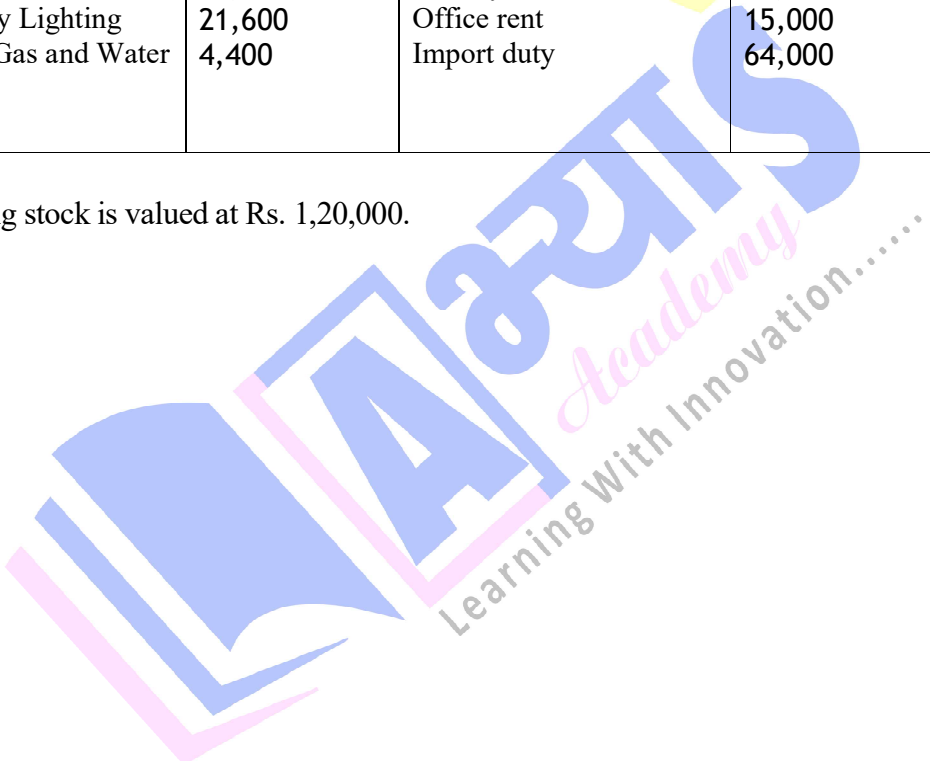 y Lighting 21,600 Office rent 15,000
Gas and Water 4,400 Import duty 64,000
g stock is valued at Rs. 1,20,000.
A
अभ्यास
Academy
Learning With Innovation......